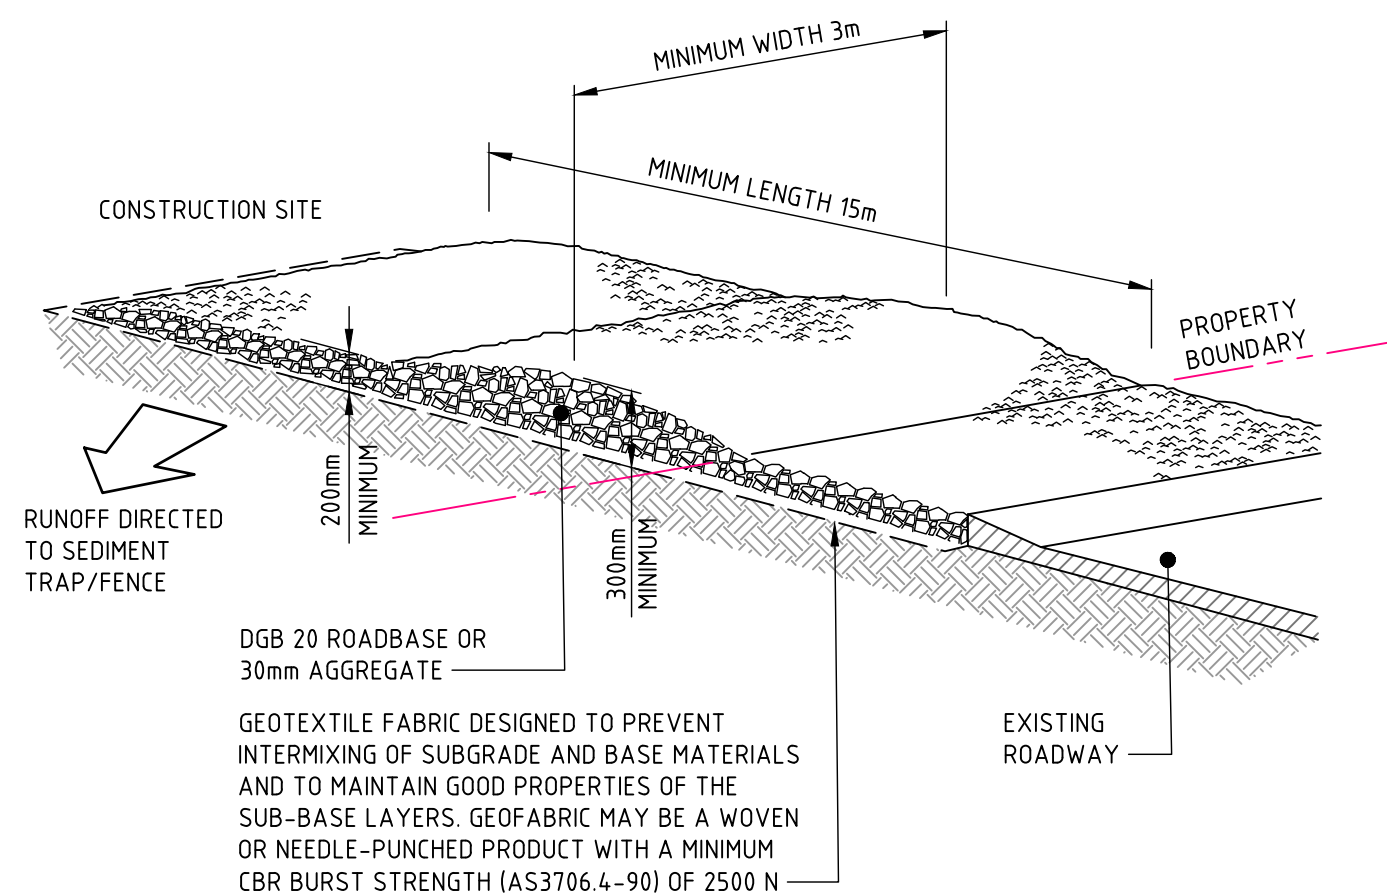 MINIMUM WIDTH 3m
MINIMUM LENGTH 15m
CONSTRUCTION SITE
PROPERTY
BOUNDARY
200mm
MINIMUM
300mm
MINIMUM
RUNOFF DIRECTED
TO SEDIMENT
TRAP/FENCE
DGB 20 ROADBASE OR
30mm AGGREGATE
GEOTEXTILE FABRIC DESIGNED TO PREVENT
INTERMIXING OF SUBGRADE AND BASE MATERIALS
AND TO MAINTAIN GOOD PROPERTIES OF THE
SUB-BASE LAYERS. GEOFABRIC MAY BE A WOVEN
OR NEEDLE-PUNCHED PRODUCT WITH A MINIMUM
CBR BURST STRENGTH (AS3706.4-90) OF 2500 N
EXISTING
ROADWAY